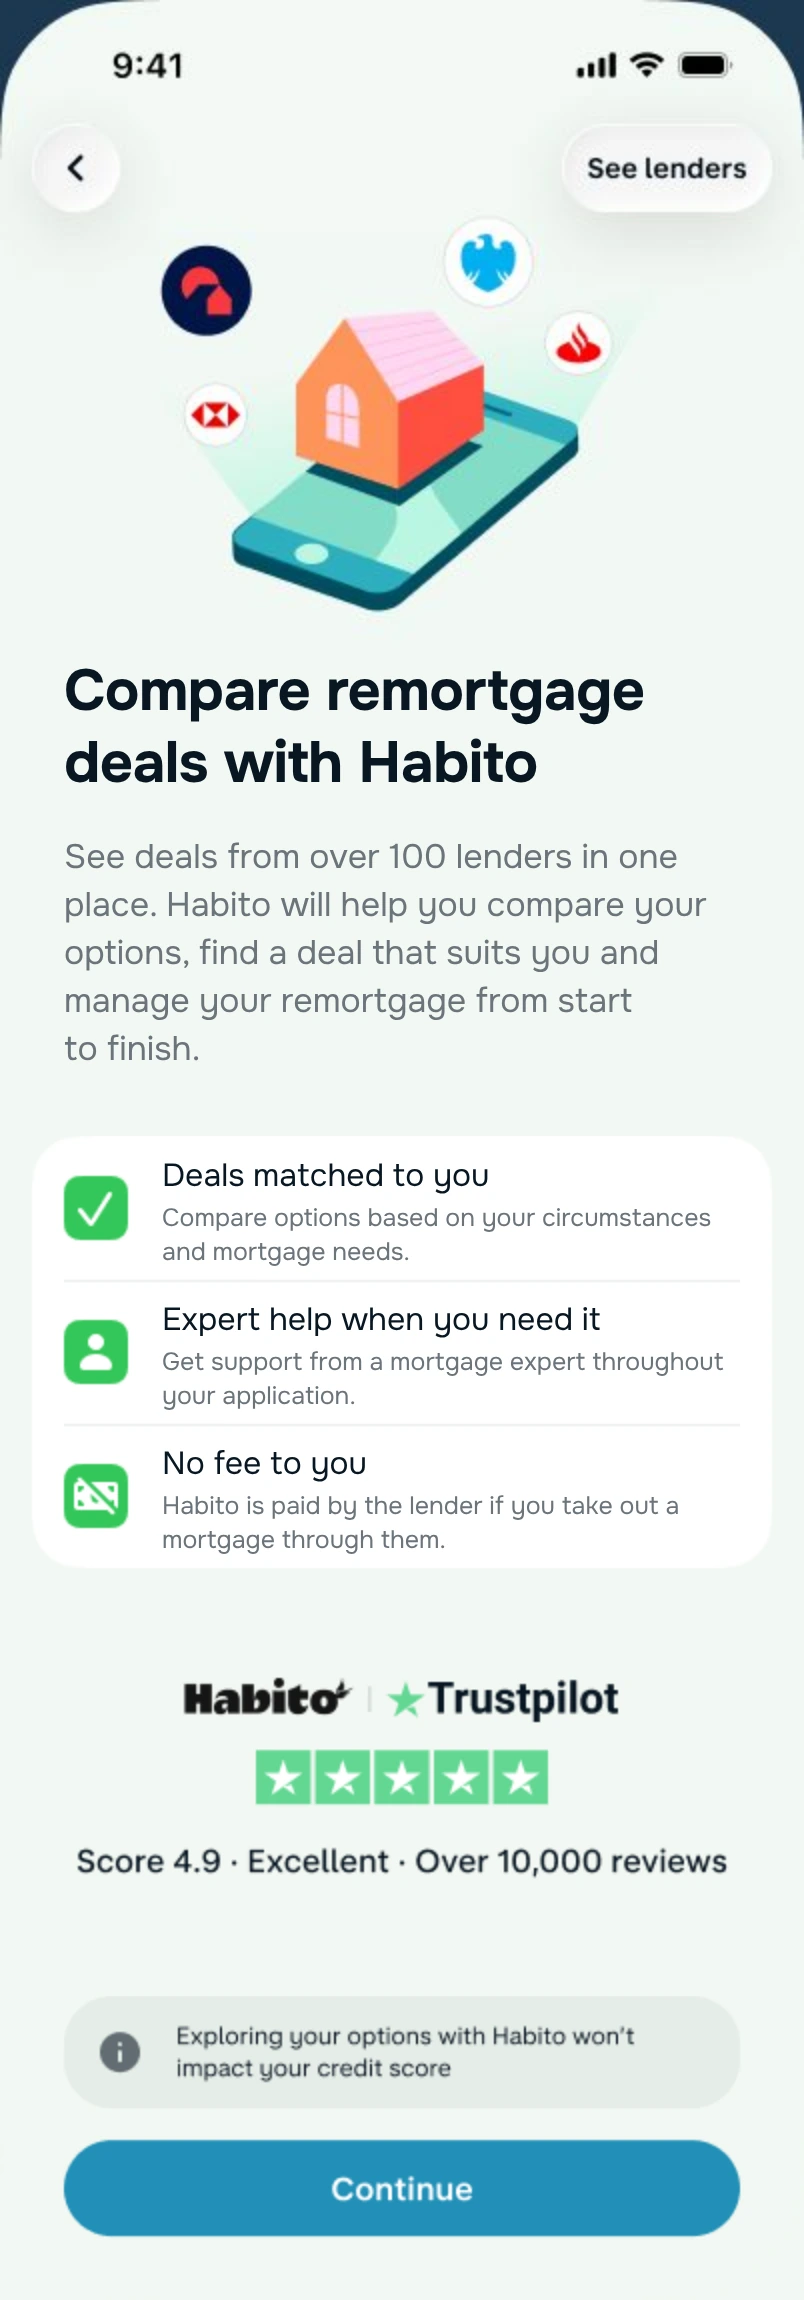 9:41
See lenders
Compare remortgage
deals with Habito
See deals from over 100 lenders in one
place. Habito will help you compare your
options, find a deal that suits you and
manage your remortgage from start
to finish.
Deals matched to you
Compare options based on your circumstances
and mortgage needs.
Expert help when you need it
Get support from a mortgage expert throughout
your application.
No fee to you
Habito is paid by the lender if you take out a
mortgage through them.
Habito | Trustpilot
Score 4.9 · Excellent · Over 10,000 reviews
Exploring your options with Habito won’t
impact your credit score
Continue